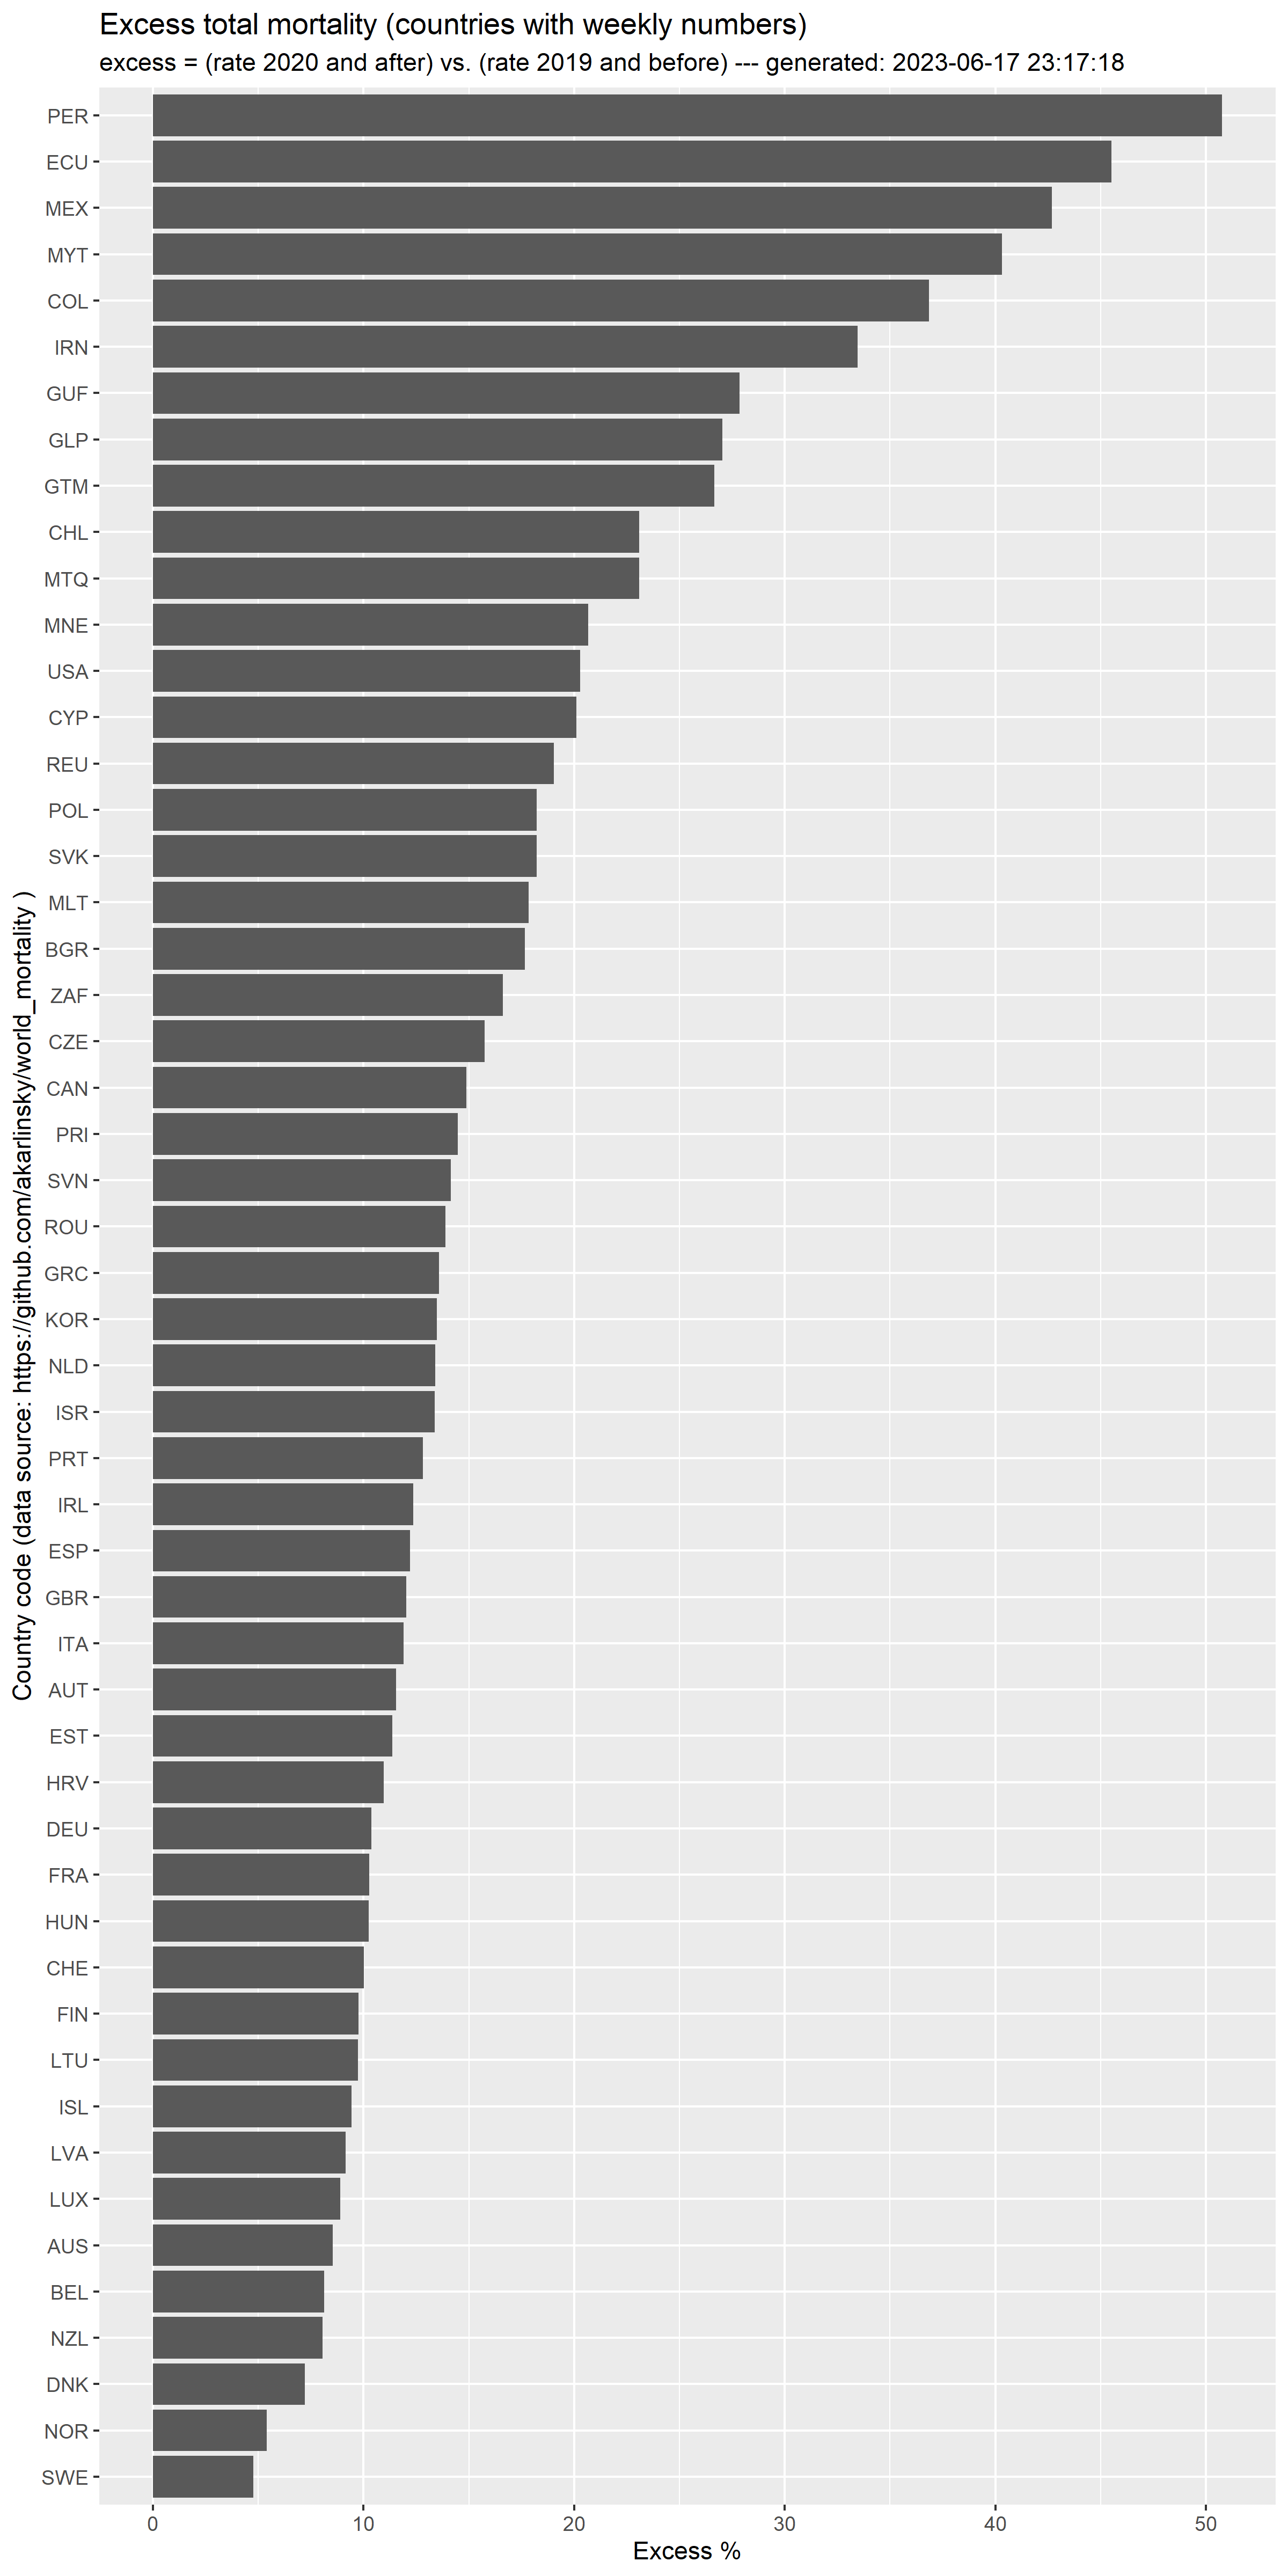 Excess total mortality (countries with weekly numbers)
excess = (rate 2020 and after) vs. (rate 2019 and before) --- generated: 2023-06-17 23:17:18
Country code (data source: https://github.com/akarlinsky/world_mortality )
PER
ECU
MEX
MYT
COL
IRN
GUF
GLP
GTM
CHL
MTQ
MNE
USA
CYP
REU
POL
SVK
MLT
BGR
ZAF
CZE
CAN
PRI
SVN
ROU
GRC
KOR
NLD
ISR
PRT
IRL
ESP
GBR
ITA
AUT
EST
HRV
DEU
FRA
HUN
CHE
FIN
LTU
ISL
LVA
LUX
AUS
BEL
NZL
DNK
NOR
SWE
0 10 20 30 40 50
Excess %